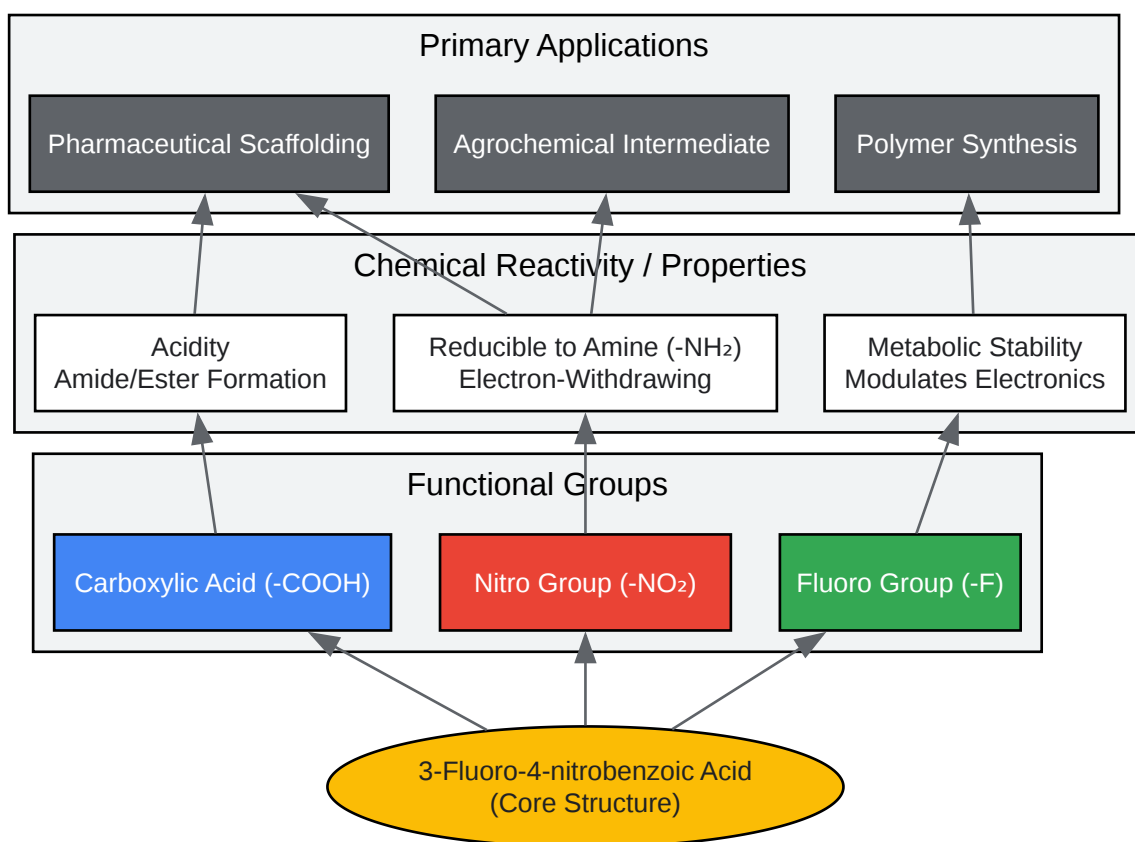 Primary Applications
Pharmaceutical Scaffolding
Agrochemical Intermediate
Polymer Synthesis
Chemical Reactivity / Properties
Acidity
Amide/Ester Formation
Reducible to Amine (-NH₂)
Electron-Withdrawing
Metabolic Stability
Modulates Electronics
Functional Groups
Carboxylic Acid (-COOH)
Nitro Group (-NO₂)
Fluoro Group (-F)
3-Fluoro-4-nitrobenzoic Acid
(Core Structure)